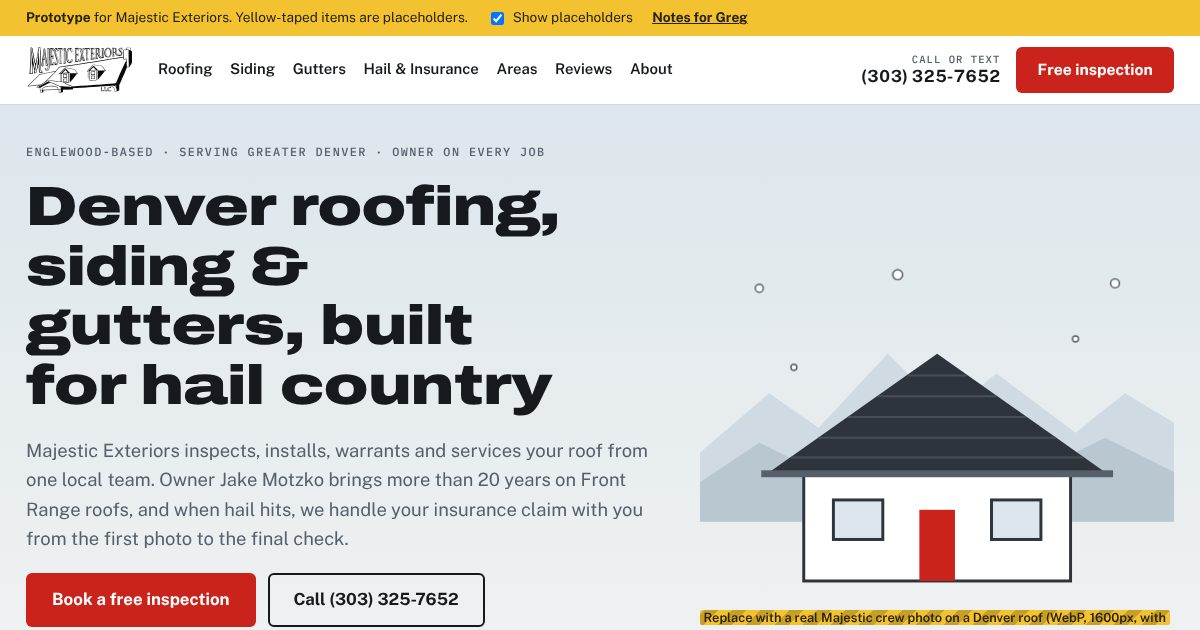 Prototype for Majestic Exteriors. Yellow-taped items are placeholders. Show placeholders Notes for Greg
MAJESTIC EXTERIORS LLC
Roofing Siding Gutters Hail & Insurance Areas Reviews About
CALL OR TEXT
(303) 325-7652
Free inspection
ENGLEWOOD-BASED · SERVING GREATER DENVER · OWNER ON EVERY JOB
Denver roofing,
siding &
gutters, built
for hail country
Majestic Exteriors inspects, installs, warrants and services your roof from
one local team. Owner Jake Motzko brings more than 20 years on Front
Range roofs, and when hail hits, we handle your insurance claim with you
from the first photo to the final check.
Book a free inspection
Call (303) 325-7652
Replace with a real Majestic crew photo on a Denver roof (WebP, 1600px, with